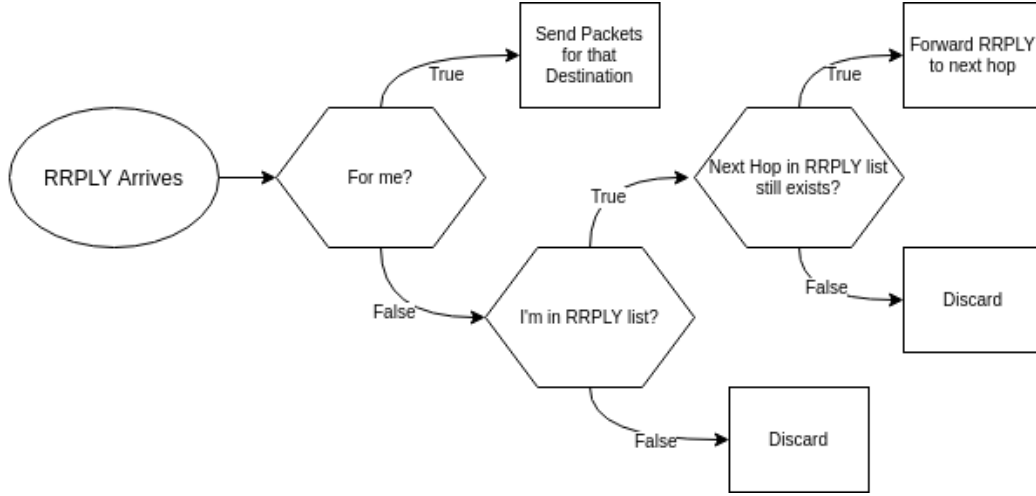 RRPLY Arrives
For me?
True
Send Packets
for that
Destination
False
I'm in RRPLY list?
True
Next Hop in RRPLY list
still exists?
True
Forward RRPLY
to next hop
False
Discard
False
Discard